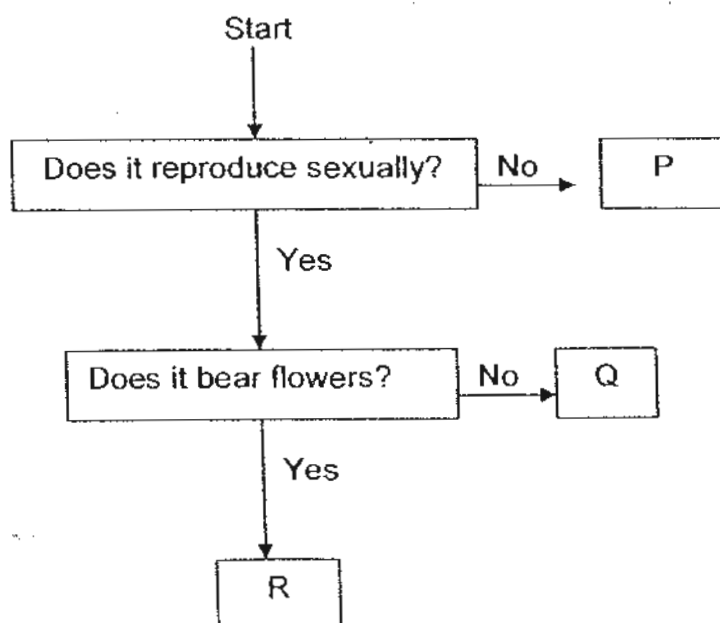 Start
Does it reproduce sexually?
No
P
Yes
Does it bear flowers?
No
Q
Yes
R